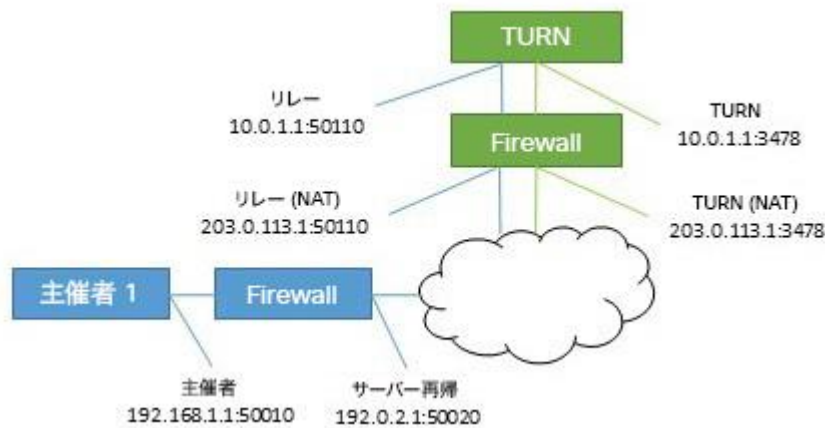 TURN
リレー
10.0.1.1:50110
TURN
10.0.1.1:3478
Firewall
リレー (NAT)
203.0.113.1:50110
TURN (NAT)
203.0.113.1:3478
主催者 1
Firewall
主催者
192.168.1.1:50010
サーバー再帰
192.0.2.1:50020